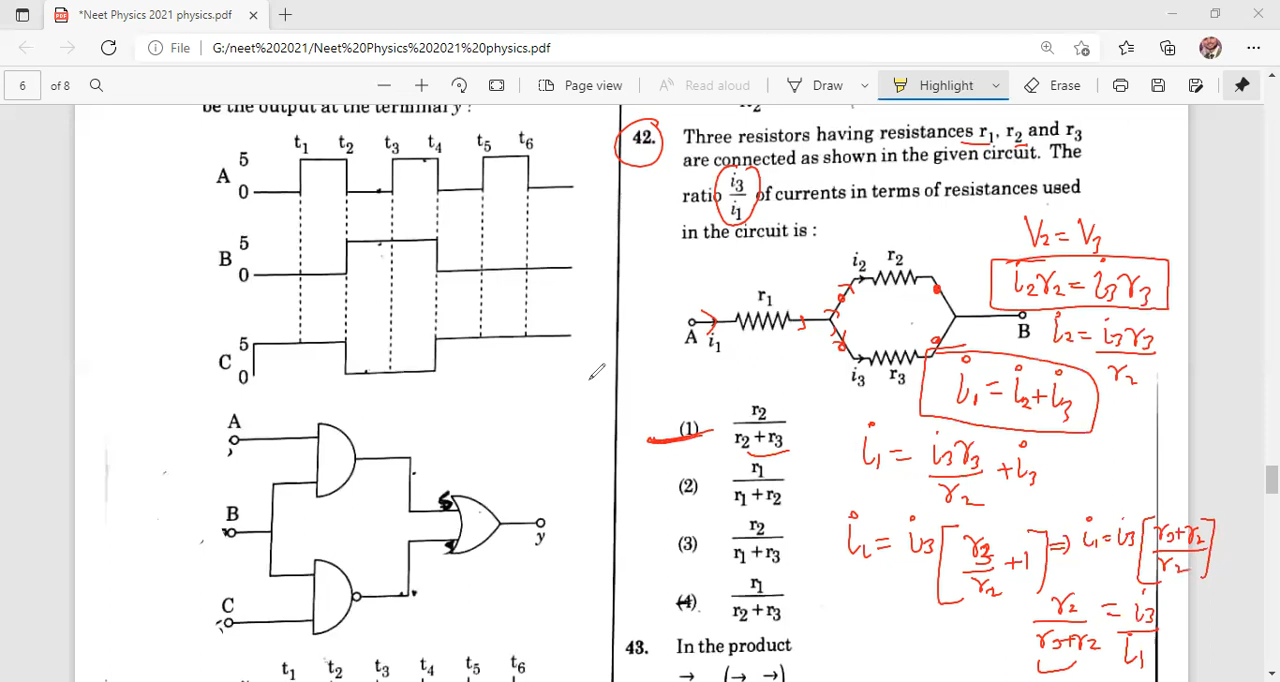 *Neet Physics 2021 physics.pdf
File G:/neet%202021/Neet%20Physics%202021%20physics.pdf
6 of 8 Page view Read aloud Draw Highlight Erase
be the output at the terminal y :
t1 t2 t3 t4 t5 t6
A 5 0
B 5 0
C 5 0
A
B
C
y
t1 t2 t3 t4 t5 t6
42. Three resistors having resistances r1, r2 and r3
are connected as shown in the given circuit. The
ratio i3/i1 of currents in terms of resistances used
in the circuit is :
i2 r2
r1
A i1 B
i3 r3
(1) r2/(r2+r3)
(2) r1/(r1+r2)
(3) r2/(r1+r3)
(4) r1/(r2+r3)
43. In the product
V2 = V3
i2r2 = i3r3
i2 = i3r3/r2
i1 = i2+i3
i1 = i3r3/r2 + i3
i1 = i3[r3/r2 + 1] ⇒ i1 = i3[(r3+r2)/r2]
r2/(r3+r2) = i3/i1